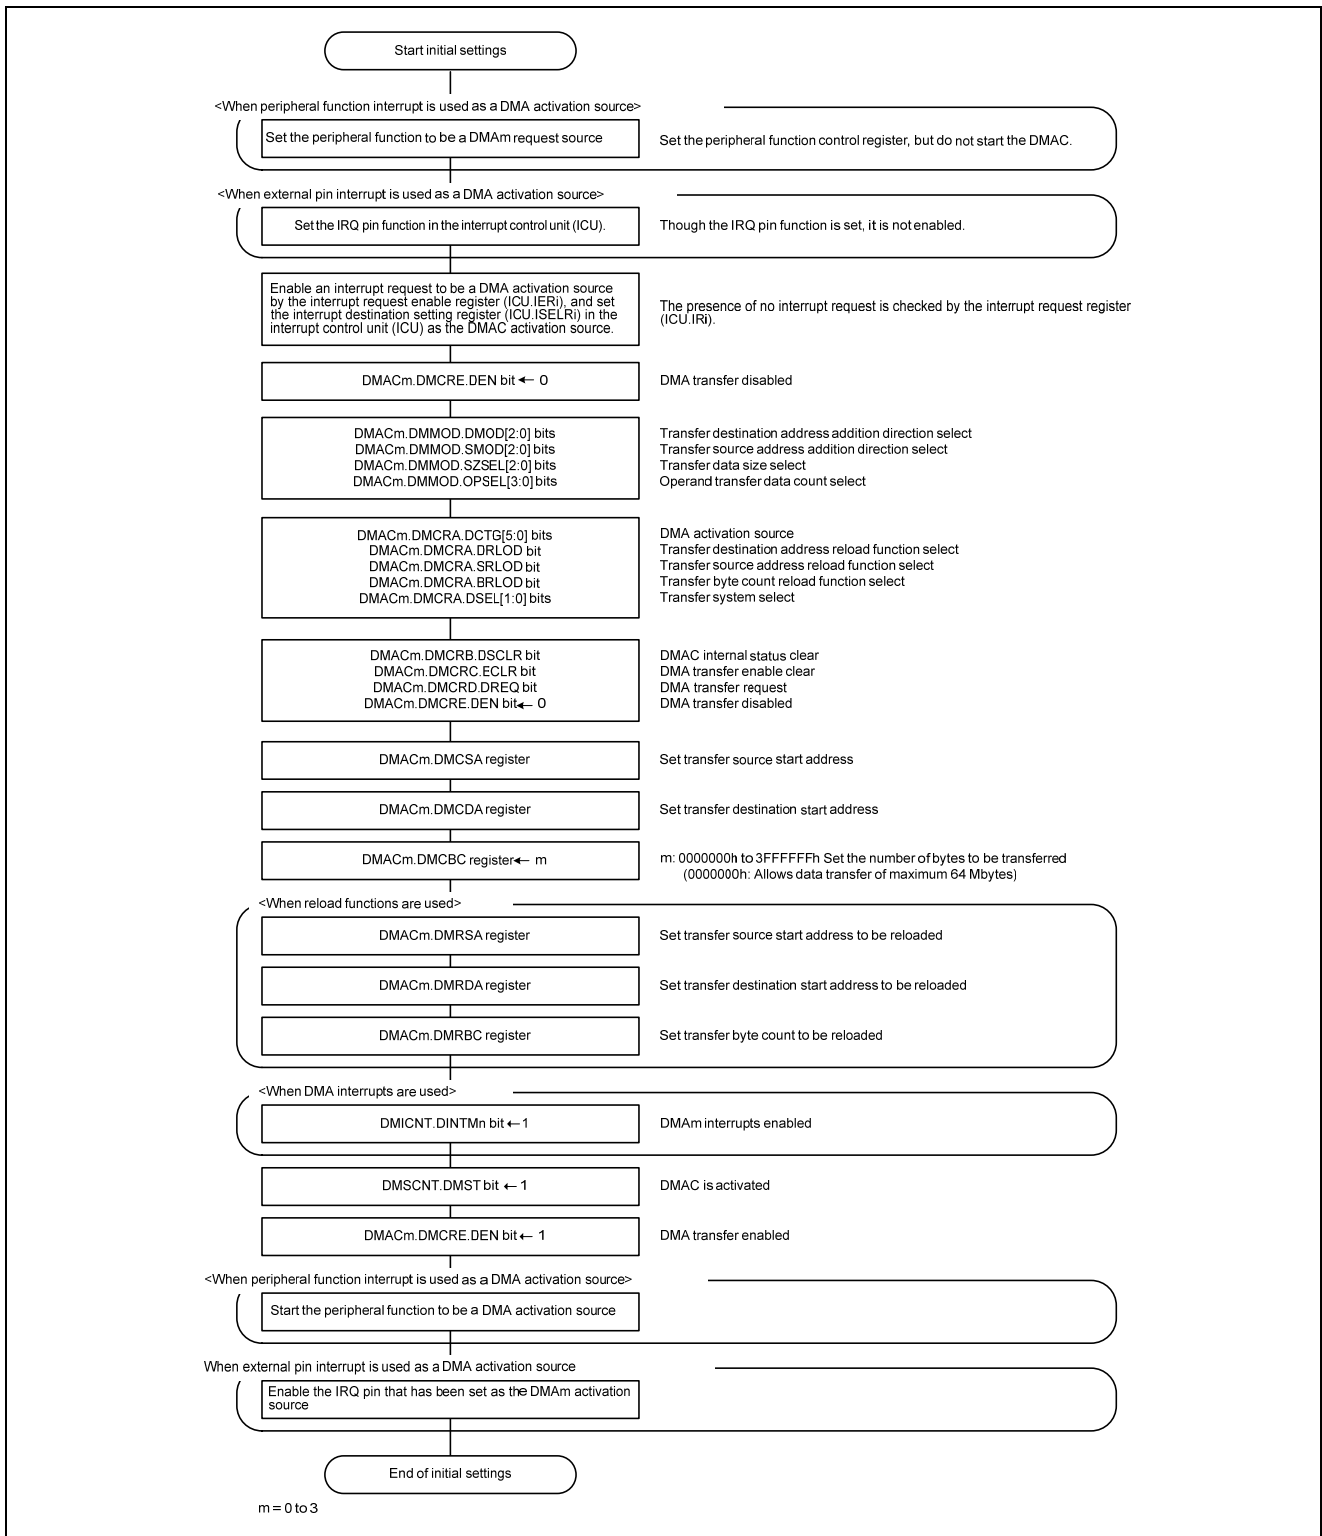 Start initial settings
<When peripheral function interrupt is used as a DMA activation source>
Set the peripheral function to be a DMAm request source
Set the peripheral function control register, but do not start the DMAC.
<When external pin interrupt is used as a DMA activation source>
Set the IRQ pin function in the interrupt control unit (ICU).
Though the IRQ pin function is set, it is not enabled.
Enable an interrupt request to be a DMA activation source
by the interrupt request enable register (ICU.IERi), and set
the interrupt destination setting register (ICU.ISELRi) in the
interrupt control unit (ICU) as the DMAC activation source.
The presence of no interrupt request is checked by the interrupt request register
(ICU.IRi).
DMACm.DMCRE.DEN bit ← 0
DMA transfer disabled
DMACm.DMMOD.DMOD[2:0] bits
Transfer destination address addition direction select
DMACm.DMMOD.SMOD[2:0] bits
Transfer source address addition direction select
DMACm.DMMOD.SZSEL[2:0] bits
Transfer data size select
DMACm.DMMOD.OPSEL[3:0] bits
Operand transfer data count select
DMACm.DMCRA.DCTG[5:0] bits
DMA activation source
DMACm.DMCRA.DRLOD bit
Transfer destination address reload function select
DMACm.DMCRA.SRLOD bit
Transfer source address reload function select
DMACm.DMCRA.BRLOD bit
Transfer byte count reload function select
DMACm.DMCRA.DSEL[1:0] bits
Transfer system select
DMACm.DMCRB.DSCLR bit
DMAC internal status clear
DMACm.DMCRC.ECLR bit
DMA transfer enable clear
DMACm.DMCRD.DREQ bit
DMA transfer request
DMACm.DMCRE.DEN bit ← 0
DMA transfer disabled
DMACm.DMCSA register
Set transfer source start address
DMACm.DMCDA register
Set transfer destination start address
DMACm.DMCBC register ← m
m: 0000000h to 3FFFFFFh Set the number of bytes to be transferred
(0000000h: Allows data transfer of maximum 64 Mbytes)
<When reload functions are used>
DMACm.DMRSA register
Set transfer source start address to be reloaded
DMACm.DMRDA register
Set transfer destination start address to be reloaded
DMACm.DMRBC register
Set transfer byte count to be reloaded
<When DMA interrupts are used>
DMICNT.DINTMn bit ← 1
DMAm interrupts enabled
DMSCNT.DMST bit ← 1
DMAC is activated
DMACm.DMCRE.DEN bit ← 1
DMA transfer enabled
<When peripheral function interrupt is used as a DMA activation source>
Start the peripheral function to be a DMA activation source
When external pin interrupt is used as a DMA activation source
Enable the IRQ pin that has been set as the DMAm activation
source
End of initial settings
m = 0 to 3